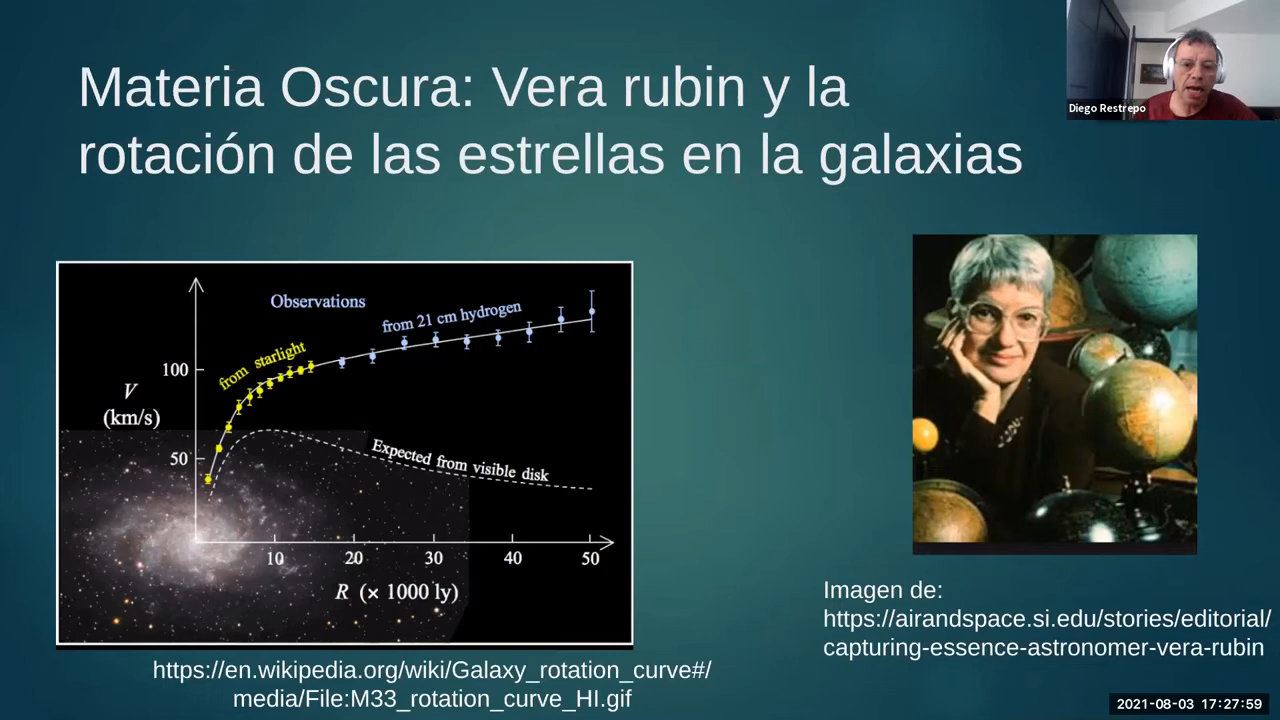 Materia Oscura: Vera rubin y la
rotación de las estrellas en la galaxias
Diego Restrepo
Observations
from 21 cm hydrogen
from starlight
100
V
(km/s)
50
Expected from visible disk
10
20
30
40
50
R (× 1000 ly)
https://en.wikipedia.org/wiki/Galaxy_rotation_curve#/
media/File:M33_rotation_curve_HI.gif
Imagen de:
https://airandspace.si.edu/stories/editorial/
capturing-essence-astronomer-vera-rubin
2021-08-03 17:27:59